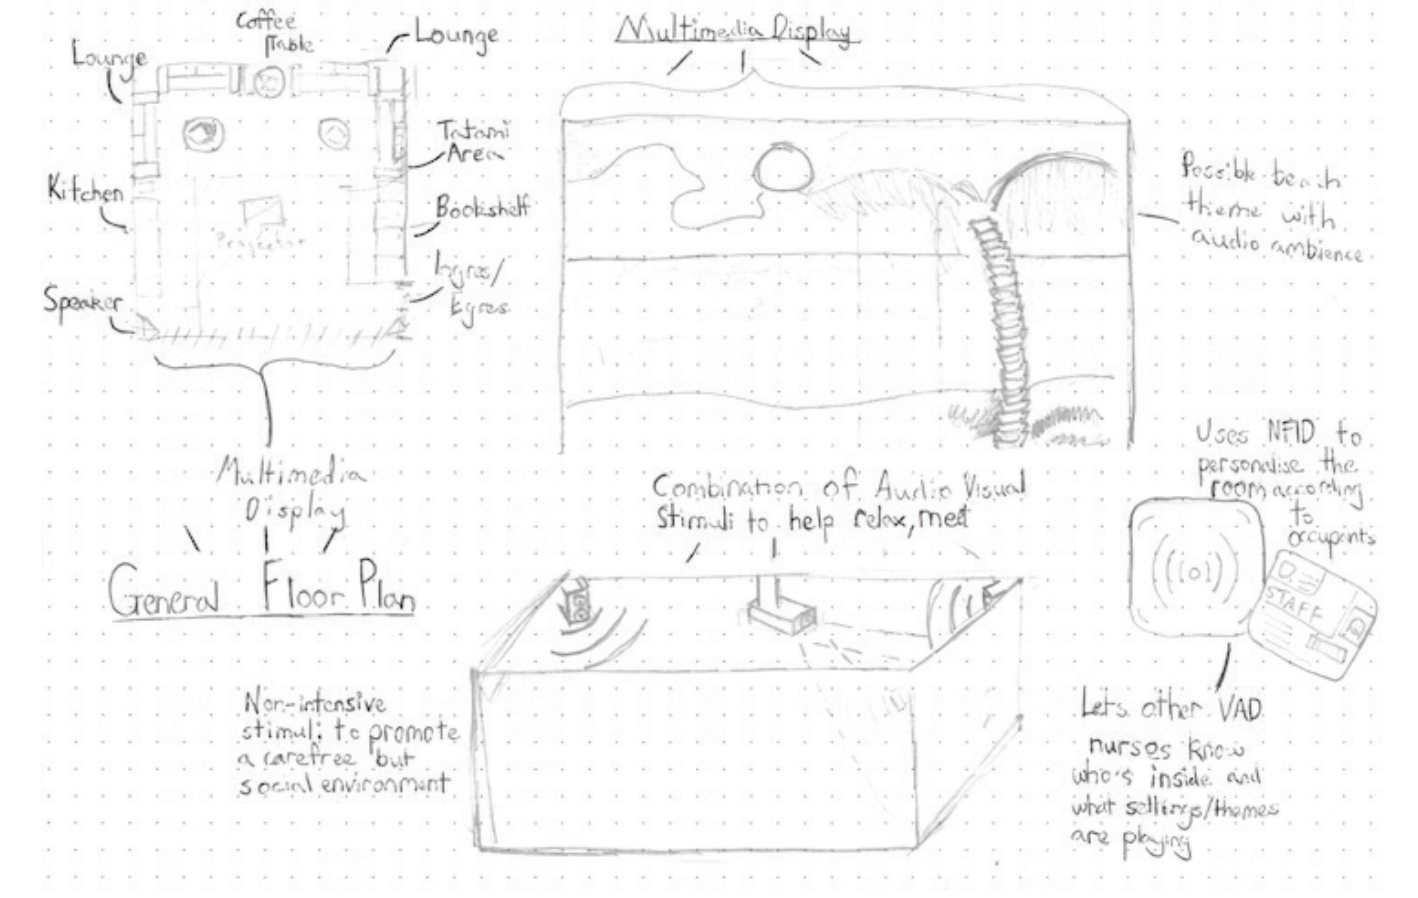 Coffee
Table
Lounge
Lounge
Tatami
Area
Kitchen
Bookshelf
Projector
Ingres/
Egres
Speaker
Multimedia
Display
General Floor Plan
Multimedia Display
Possible beach
theme with
audio ambience
Combination of Audio Visual
Stimuli to help relax, meet
Non-intensive
stimuli to promote
a carefree but
social environment
Uses NFID to
personalise the
room according
to
occupants
STAFF
Lets other VAD
nurses know
who's inside and
what settings/themes
are playing